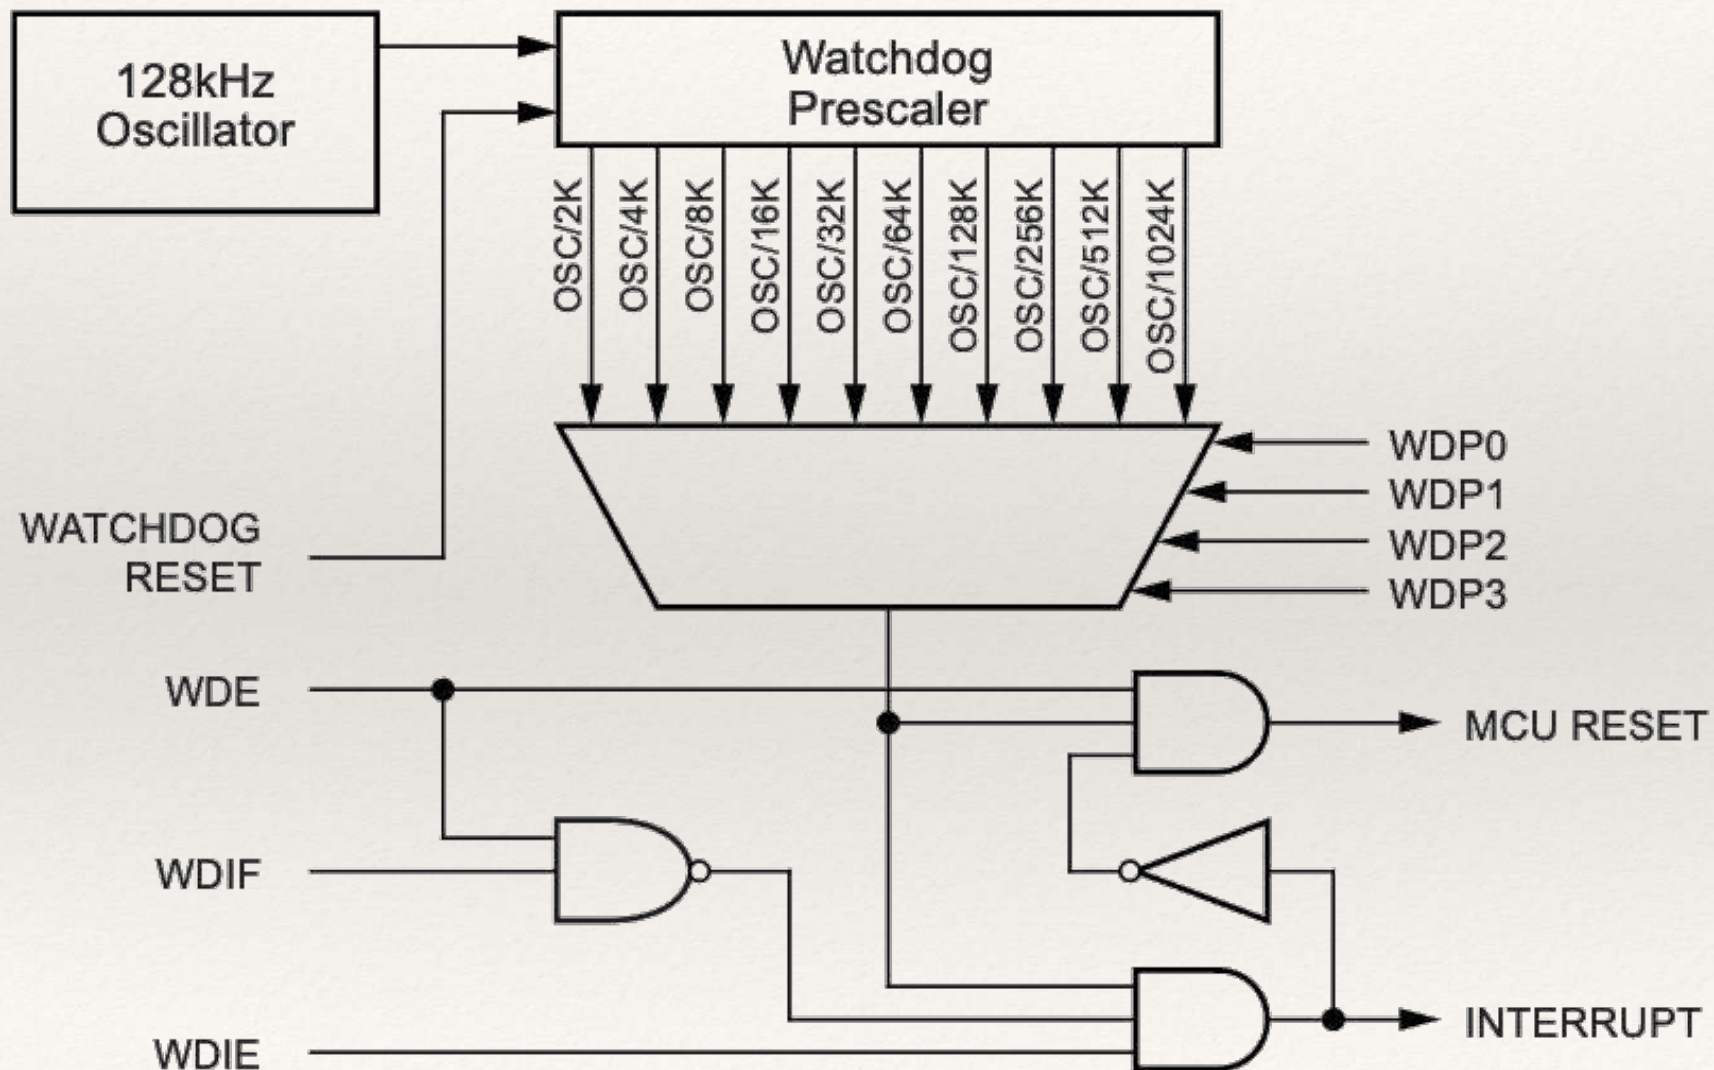 128kHz
Oscillator
Watchdog
Prescaler
OSC/2K
OSC/4K
OSC/8K
OSC/16K
OSC/32K
OSC/64K
OSC/128K
OSC/256K
OSC/512K
OSC/1024K
WDP0
WDP1
WDP2
WDP3
WATCHDOG
RESET
WDE
MCU RESET
WDIF
INTERRUPT
WDIE